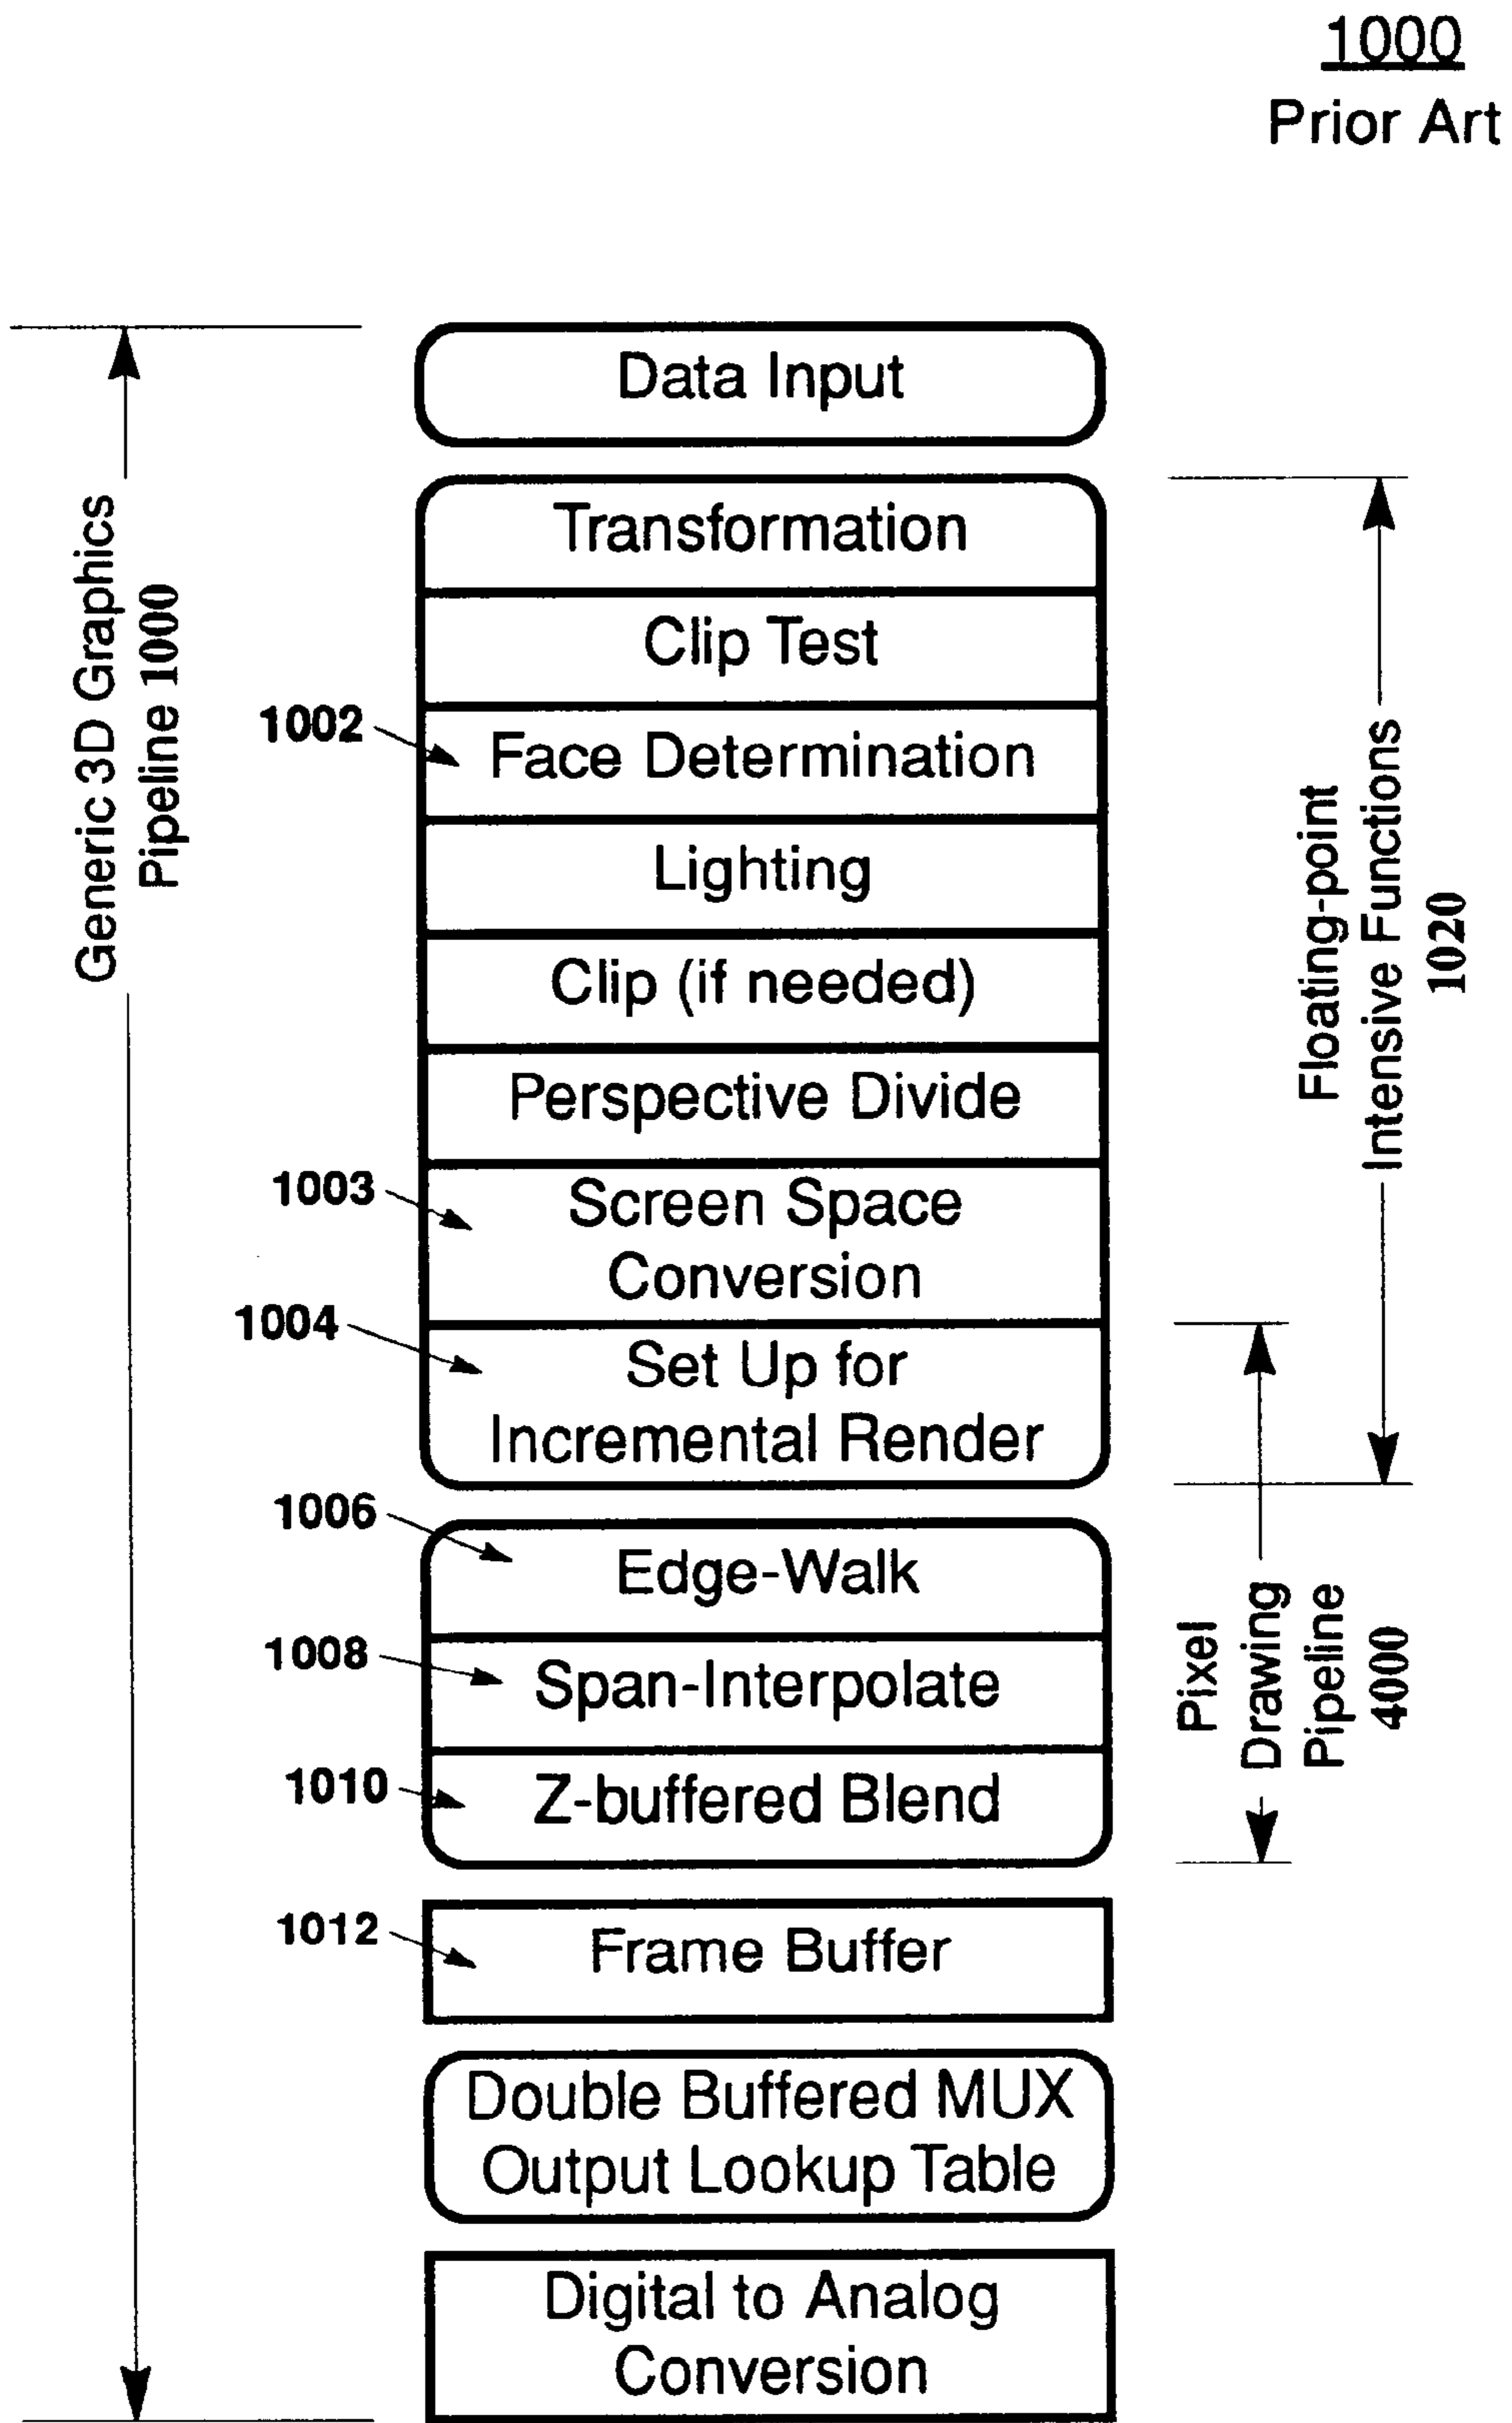 1000
Prior Art
Data Input
Transformation
Clip Test
1002
Face Determination
Lighting
Clip (if needed)
Perspective Divide
1003
Screen Space
Conversion
1004
Set Up for
Incremental Render
1006
Edge-Walk
1008
Span-Interpolate
1010
Z-buffered Blend
1012
Frame Buffer
Double Buffered MUX
Output Lookup Table
Digital to Analog
Conversion
Generic 3D Graphics
Pipeline 1000
Floating-point
Intensive Functions
1020
Pixel
Drawing
Pipeline
4000